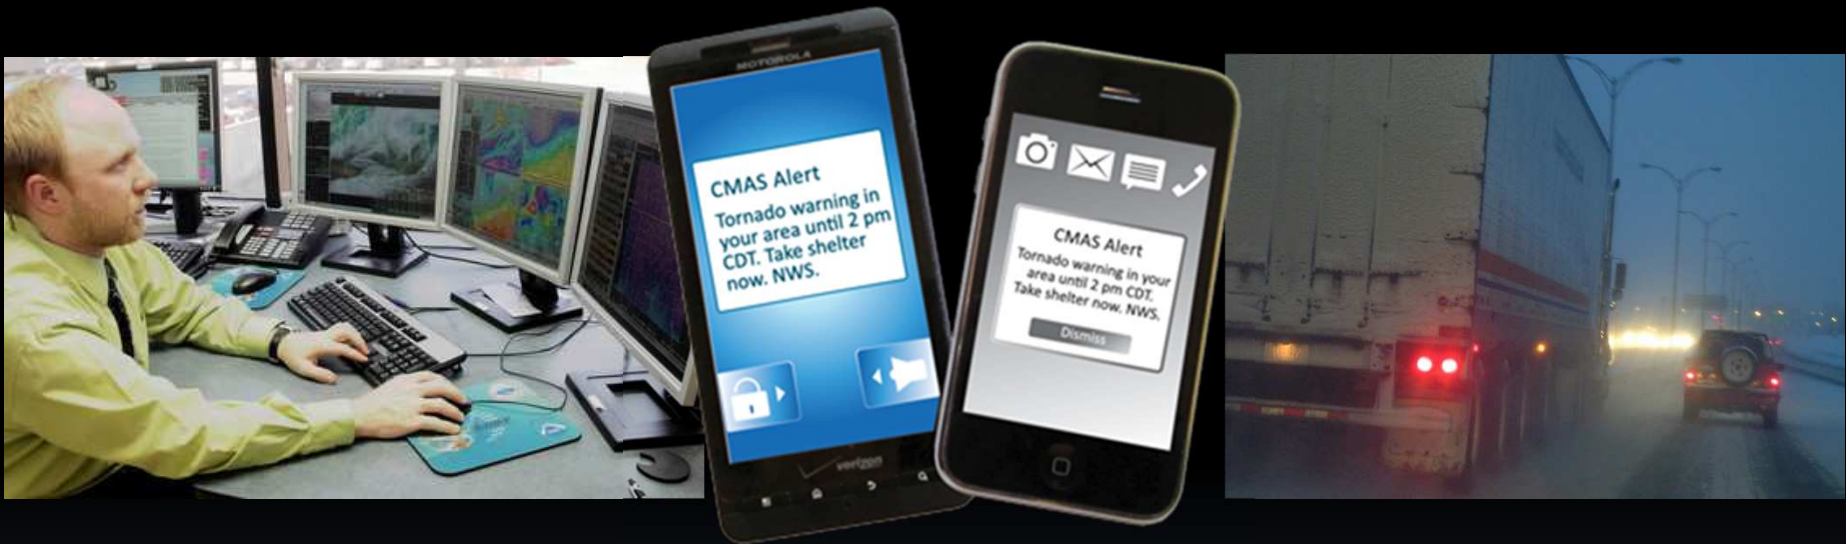 MOTOROLA
CMAS Alert
Tornado warning in
your area until 2 pm
CDT. Take shelter
now. NWS.
verizon
CMAS Alert
Tornado warning in your
area until 2 pm CDT.
Take shelter now. NWS.
Dismiss